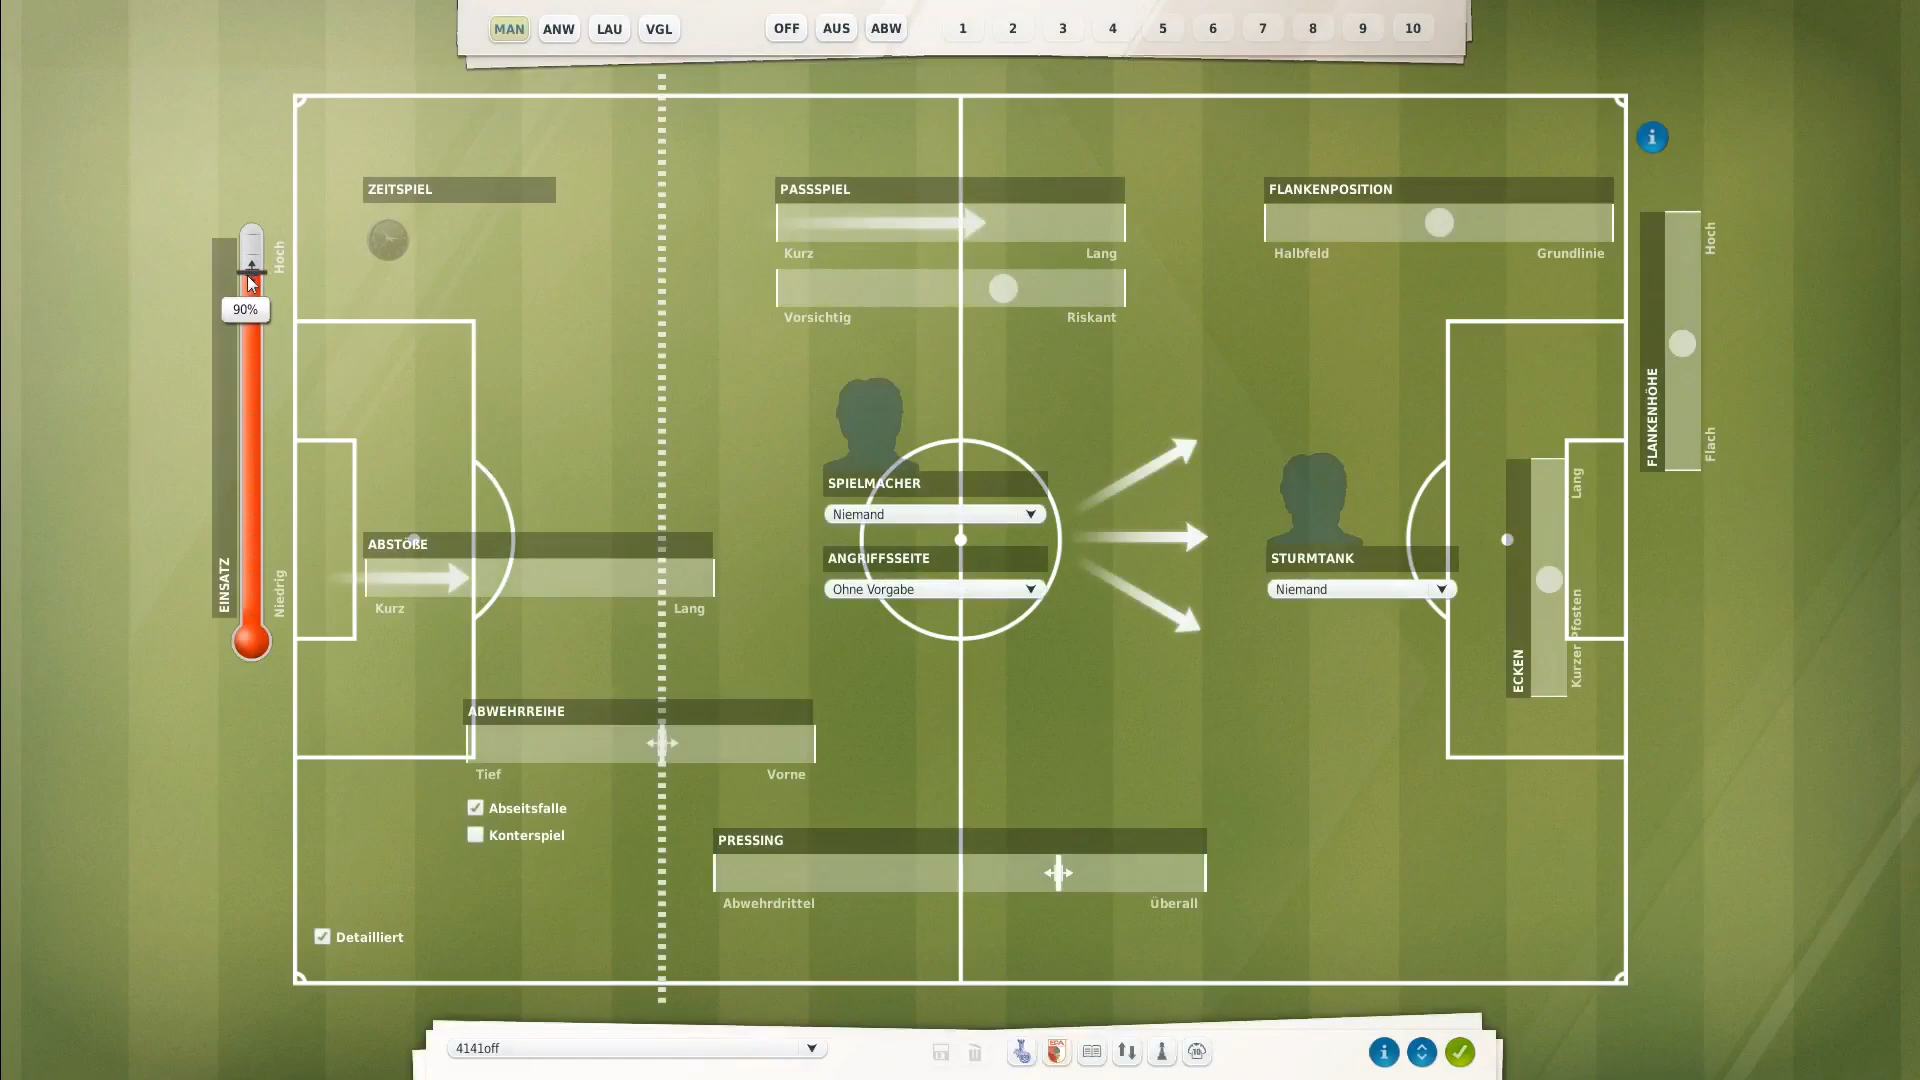 MAN ANW LAU VGL OFF AUS ABW 1 2 3 4 5 6 7 8 9 10
ZEITSPIEL
PASSSPIEL
Kurz Lang
Vorsichtig Riskant
FLANKENPOSITION
Halbfeld Grundlinie
Hoch
90%
EINSATZ
Niedrig
Hoch
FLANKENHÖHE
Flach
SPIELMACHER
Niemand
ANGRIFFSSEITE
Ohne Vorgabe
STURMTANK
Niemand
Lang
ECKEN
Kurzer Pfosten
ABSTÖßE
Kurz Lang
ABWEHRREIHE
Tief Vorne
Abseitsfalle
Konterspiel
PRESSING
Abwehrdrittel Überall
Detailliert
4141off
10